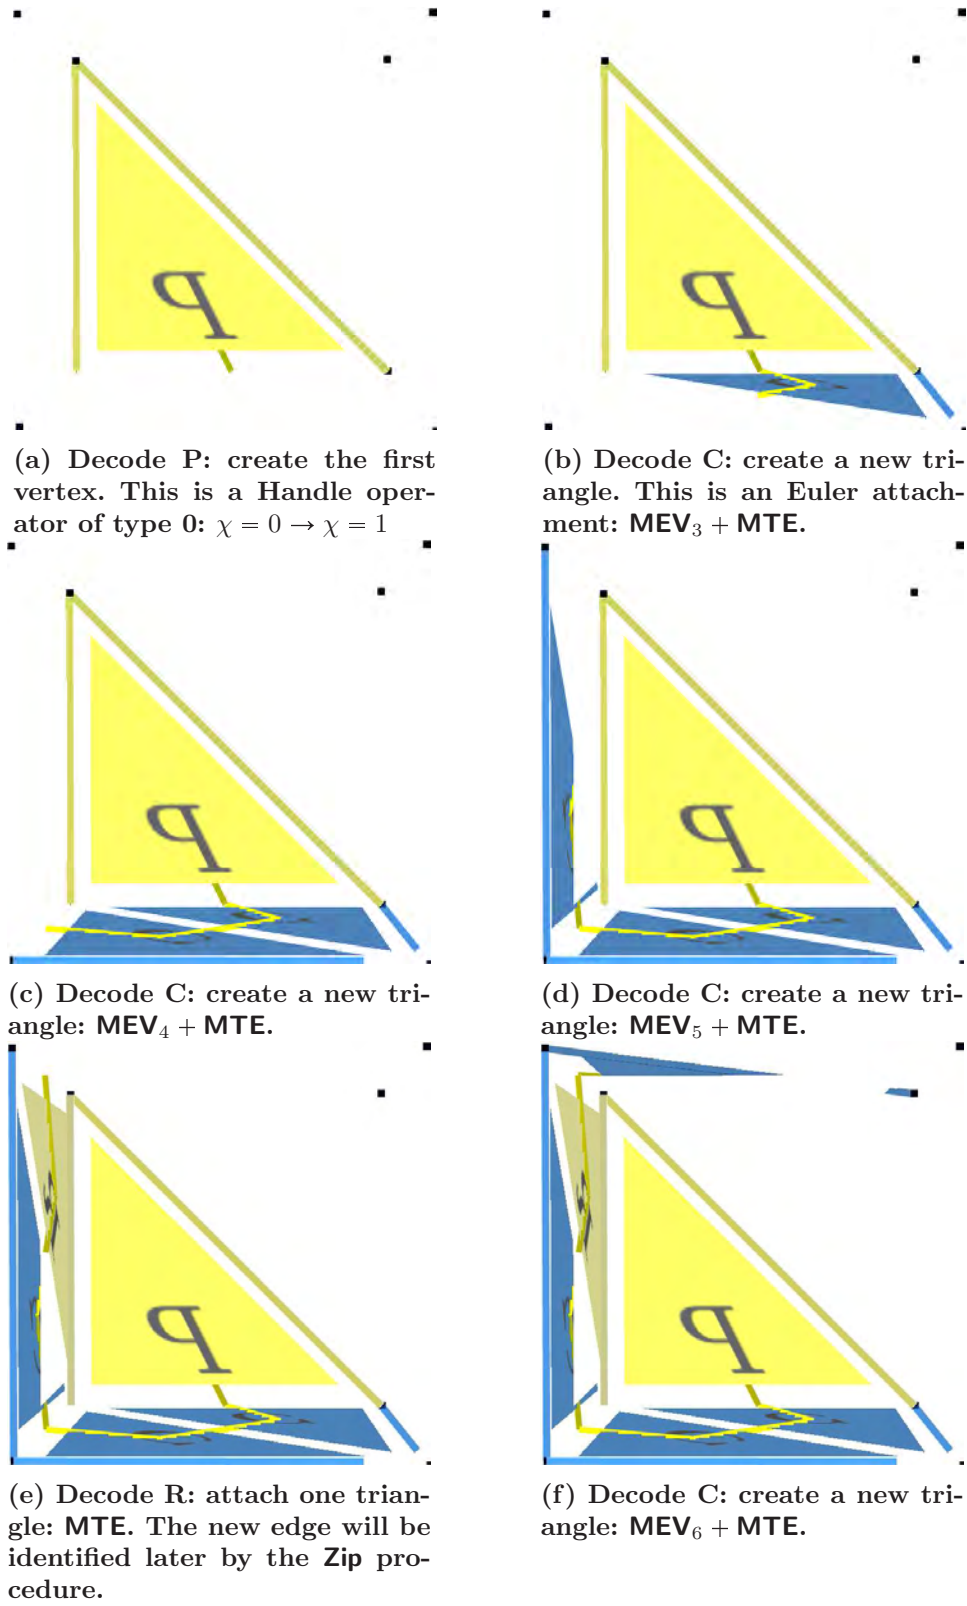 P
P
(a) Decode P: create the first
vertex. This is a Handle oper-
ator of type 0: χ = 0 → χ = 1
(b) Decode C: create a new tri-
angle. This is an Euler attach-
ment: MEV₃ + MTE.
P
P
(c) Decode C: create a new tri-
angle: MEV₄ + MTE.
(d) Decode C: create a new tri-
angle: MEV₅ + MTE.
P
P
(e) Decode R: attach one trian-
gle: MTE. The new edge will be
identified later by the Zip pro-
cedure.
(f) Decode C: create a new tri-
angle: MEV₆ + MTE.